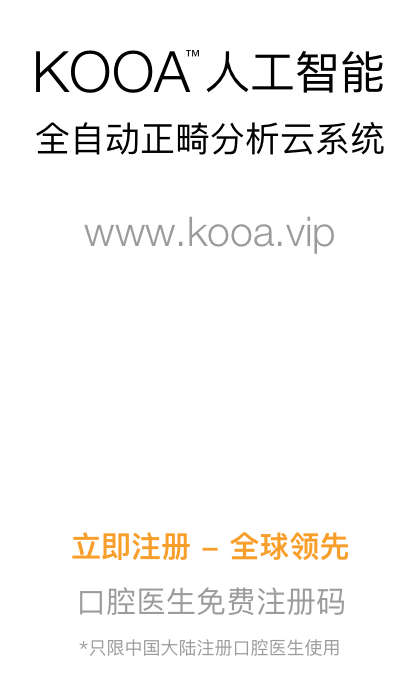 KOOA™人工智能
全自动正畸分析云系统
www.kooa.vip
立即注册 – 全球领先
口腔医生免费注册码
*只限中国大陆注册口腔医生使用